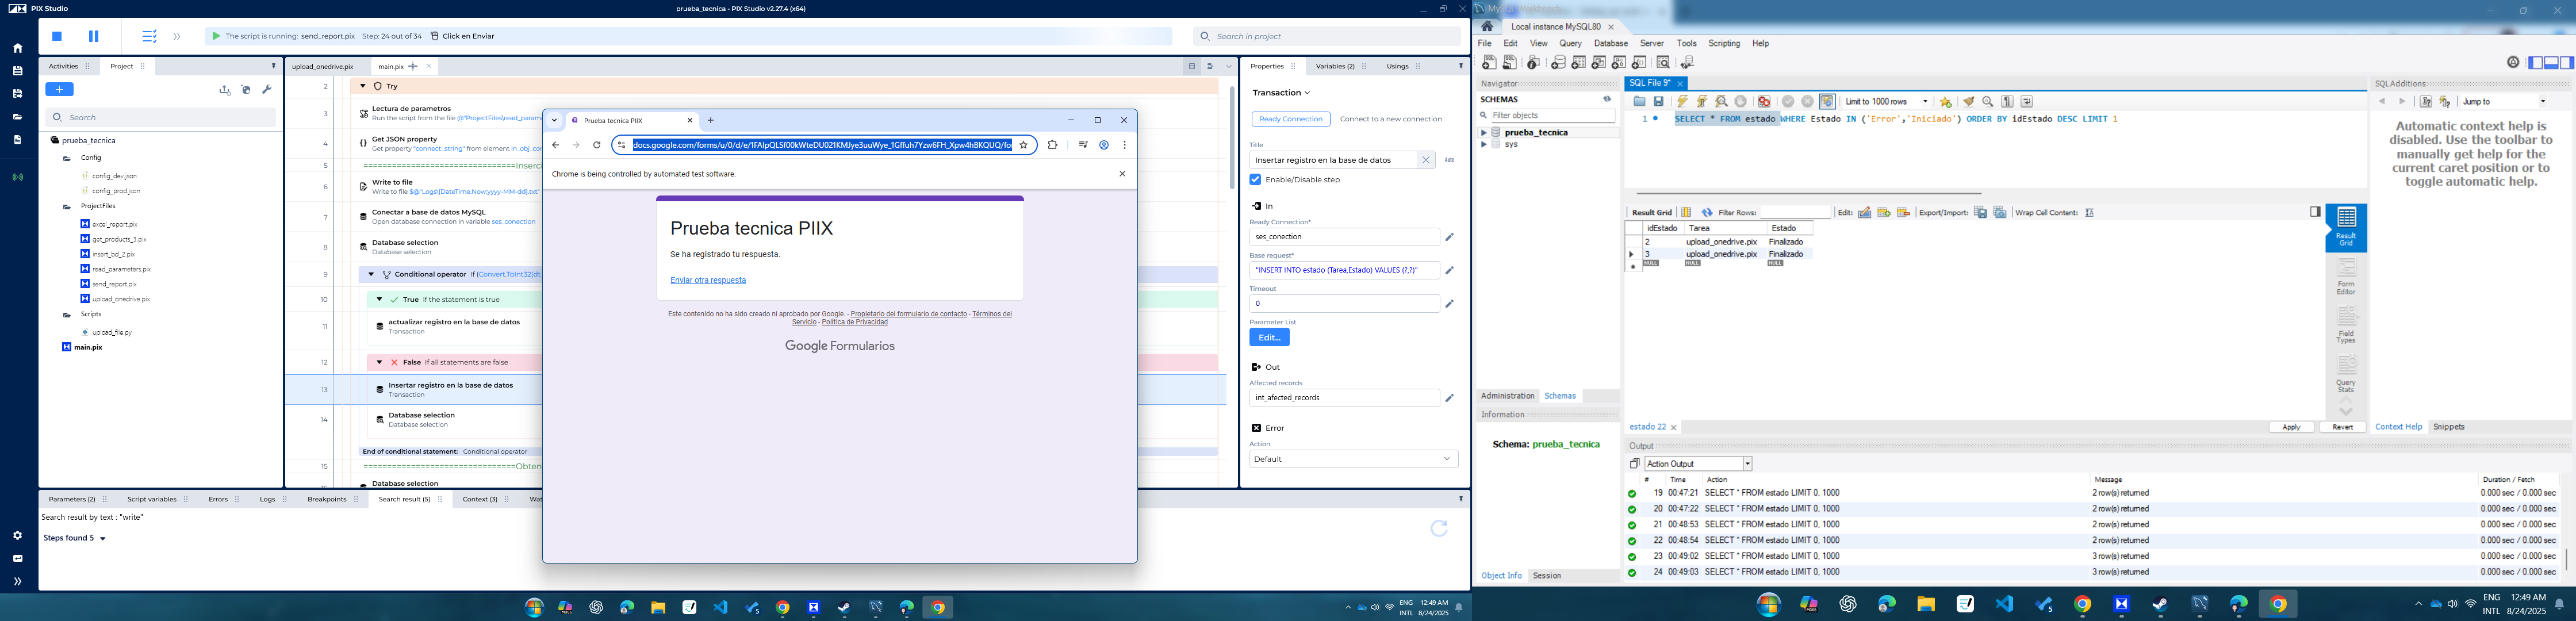 PIX Studio
prueba_tecnica - PIX Studio v2.27.4 (x64)
The script is running: send_report.pix Step: 24 out of 34 Click en Enviar
Search in project
Activities
Project
Search
prueba_tecnica
Config
config_dev.json
config_prod.json
ProjectFiles
excel_report.pix
get_products_3.pix
insert_bd_2.pix
read_parameters.pix
send_report.pix
upload_onedrive.pix
Scripts
upload_file.py
main.pix
upload_onedrive.pix
main.pix
2 Try
3 Lectura de parametros
Run the script from the file @"ProjectFiles\read_param
4 Get JSON property
Get property "connect_string" from element in_obj_co
5 ==============================Inserci
6 Write to file
Write to file $@"Logs\{DateTime.Now:yyyy-MM-dd}.txt"
7 Conectar a base de datos MySQL
Open database connection in variable ses_conection
8 Database selection
Database selection
9 Conditional operator If (Convert.ToInt32(dt_
10 True If the statement is true
11 actualizar registro en la base de datos
Transaction
12 False If all statements are false
13 Insertar registro en la base de datos
Transaction
14 Database selection
Database selection
End of conditional statement: Conditional operator
15 ==============================Obten
Database selection
Prueba tecnica PIIX
docs.google.com/forms/u/0/d/e/
Chrome is being controlled by automated test software.
Prueba tecnica PIIX
Se ha registrado tu respuesta.
Enviar otra respuesta
Este contenido no ha sido creado ni aprobado por Google. - Propietario del formulario de contacto - Términos del
Servicio - Política de Privacidad
Google Formularios
Properties
Variables (2)
Usings
Transaction
Ready Connection
Connect to a new connection
Title
Insertar registro en la base de datos
Auto
Enable/Disable step
In
Ready Connection*
ses_conection
Base request*
"INSERT INTO estado (Tarea,Estado) VALUES (?,?)"
Timeout
0
Parameter List
Edit...
Out
Affected records
int_afected_records
Error
Action
Default
Parameters (2)
Script variables
Errors
Logs
Breakpoints
Search result (5)
Context (3)
Wat
Search result by text : "write"
Steps found 5
ENG
INTL
12:49 AM
8/24/2025
Local instance MySQL80
File Edit View Query Database Server Tools Scripting Help
Navigator
SCHEMAS
Filter objects
prueba_tecnica
sys
Administration Schemas
Information
Schema: prueba_tecnica
Object Info Session
SQL File 9*
Limit to 1000 rows
1 SELECT * FROM estado WHERE Estado IN ('Error','Iniciado') ORDER BY idEstado DESC LIMIT 1
Result Grid Filter Rows: Edit: Export/Import: Wrap Cell Content:
idEstado Tarea Estado
2 upload_onedrive.pix Finalizado
3 upload_onedrive.pix Finalizado
NULL NULL NULL
Result
Grid
Form
Editor
Field
Types
Query
Stats
estado 22
Apply
Revert
SQLAdditions
Jump to
Automatic context help is
disabled. Use the toolbar to
manually get help for the
current caret position or to
toggle automatic help.
Context Help Snippets
Output
Action Output
# Time Action Message Duration / Fetch
19 00:47:21 SELECT * FROM estado LIMIT 0, 1000 2 row(s) returned 0.000 sec / 0.000 sec
20 00:47:22 SELECT * FROM estado LIMIT 0, 1000 2 row(s) returned 0.000 sec / 0.000 sec
21 00:48:53 SELECT * FROM estado LIMIT 0, 1000 2 row(s) returned 0.000 sec / 0.000 sec
22 00:48:54 SELECT * FROM estado LIMIT 0, 1000 2 row(s) returned 0.000 sec / 0.000 sec
23 00:49:02 SELECT * FROM estado LIMIT 0, 1000 3 row(s) returned 0.000 sec / 0.000 sec
24 00:49:03 SELECT * FROM estado LIMIT 0, 1000 3 row(s) returned 0.000 sec / 0.000 sec
ENG
INTL
12:49 AM
8/24/2025